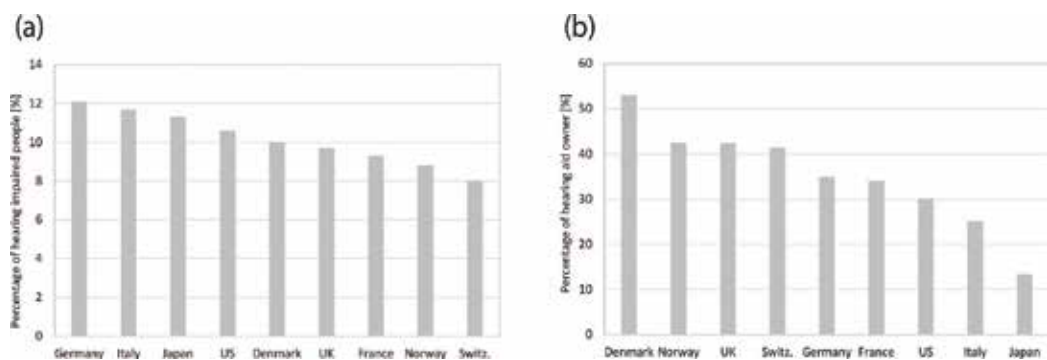 (a)
Percentage of hearing impaired people [%]
14
12
10
8
6
4
2
0
Germany Italy Japan US Denmark UK France Norway Switz.
(b)
Percentage of hearing aid owner [%]
60
50
40
30
20
10
0
Denmark Norway UK Switz. Germany France US Italy Japan